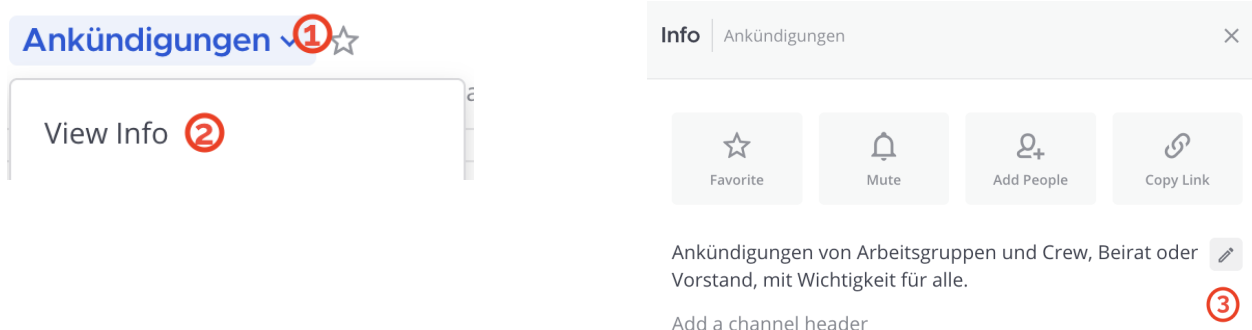 Ankündigungen
1
View Info
2
Info
Ankündigungen
Favorite
Mute
Add People
Copy Link
Ankündigungen von Arbeitsgruppen und Crew, Beirat oder
Vorstand, mit Wichtigkeit für alle.
3
Add a channel header